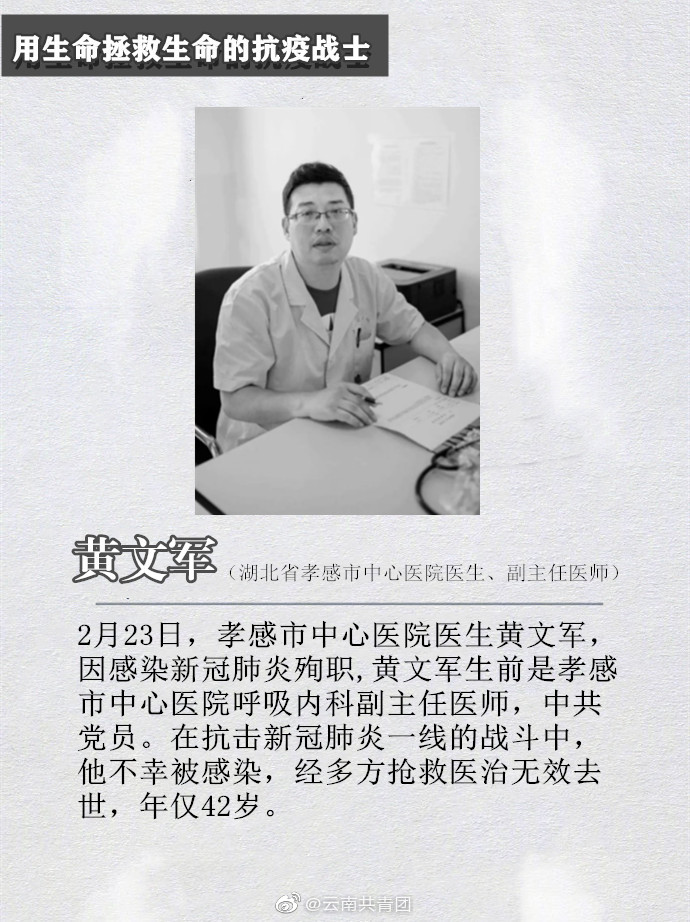 用生命拯救生命的抗疫战士
黄文军（湖北省孝感市中心医院医生、副主任医师）
2月23日，孝感市中心医院医生黄文军，
因感染新冠肺炎殉职,黄文军生前是孝感
市中心医院呼吸内科副主任医师，中共
党员。在抗击新冠肺炎一线的战斗中，
他不幸被感染，经多方抢救医治无效去
世，年仅42岁。
@云南共青团